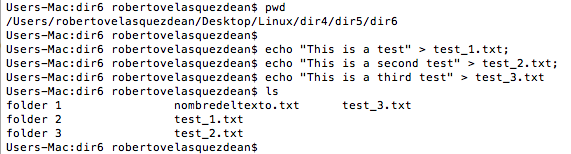 Users-Mac:dir6 robertovelasquezdean$ pwd
/Users/robertovelasquezdean/Desktop/Linux/dir4/dir5/dir6
Users-Mac:dir6 robertovelasquezdean$
Users-Mac:dir6 robertovelasquezdean$ echo "This is a test" > test_1.txt;
Users-Mac:dir6 robertovelasquezdean$ echo "This is a second test" > test_2.txt;
Users-Mac:dir6 robertovelasquezdean$ echo "This is a third test" > test_3.txt
Users-Mac:dir6 robertovelasquezdean$ ls
folder 1 nombredeltexto.txt test_3.txt
folder 2 test_1.txt
folder 3 test_2.txt
Users-Mac:dir6 robertovelasquezdean$